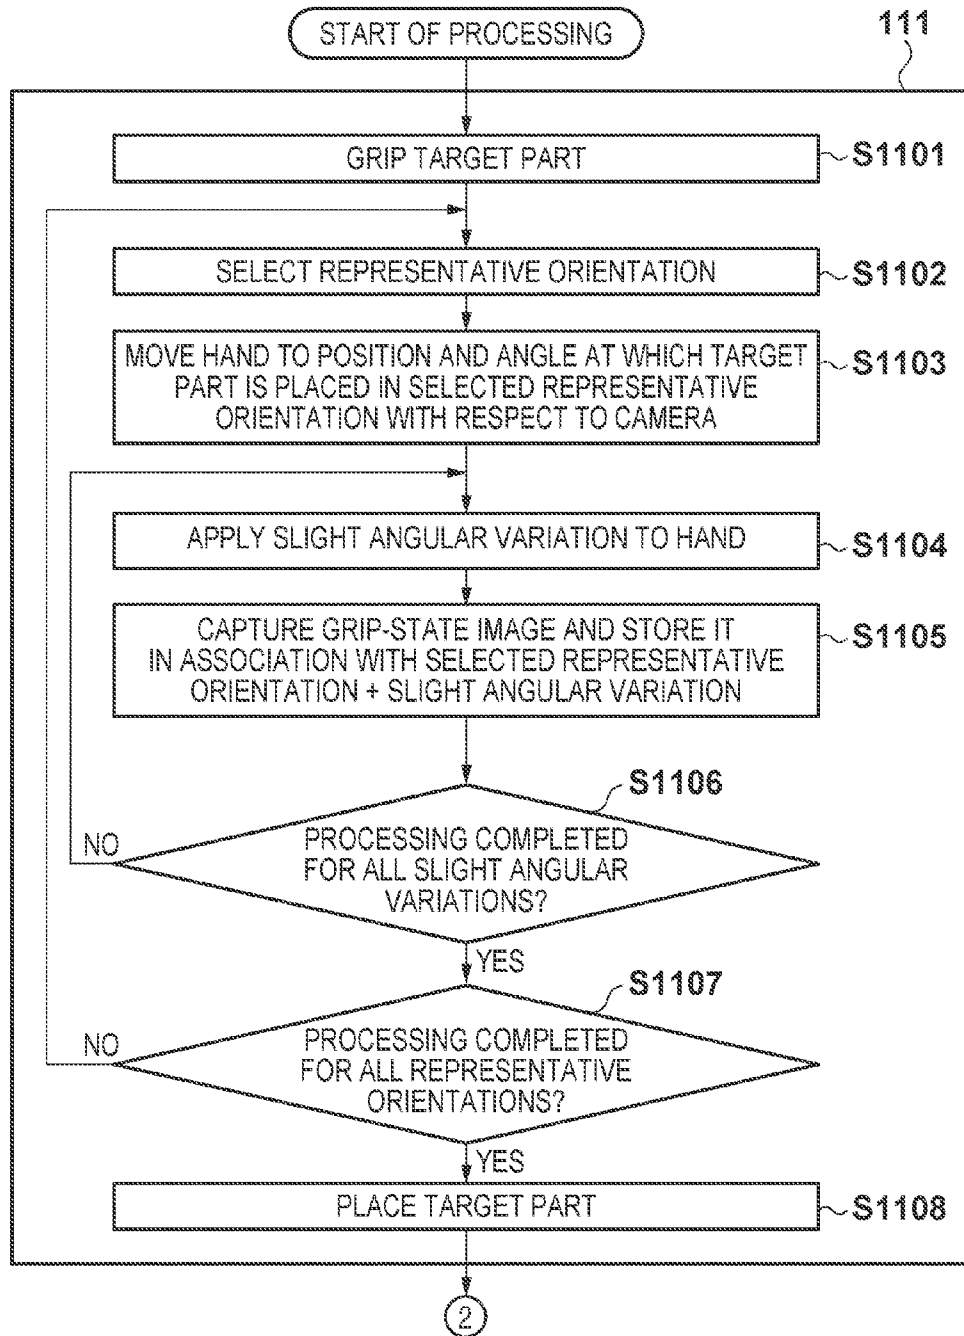 START OF PROCESSING
111
GRIP TARGET PART
S1101
SELECT REPRESENTATIVE ORIENTATION
S1102
MOVE HAND TO POSITION AND ANGLE AT WHICH TARGET
PART IS PLACED IN SELECTED REPRESENTATIVE
ORIENTATION WITH RESPECT TO CAMERA
S1103
APPLY SLIGHT ANGULAR VARIATION TO HAND
S1104
CAPTURE GRIP-STATE IMAGE AND STORE IT
IN ASSOCIATION WITH SELECTED REPRESENTATIVE
ORIENTATION + SLIGHT ANGULAR VARIATION
S1105
S1106
PROCESSING COMPLETED
FOR ALL SLIGHT ANGULAR
VARIATIONS?
NO
YES
S1107
PROCESSING COMPLETED
FOR ALL REPRESENTATIVE
ORIENTATIONS?
NO
YES
PLACE TARGET PART
S1108
2